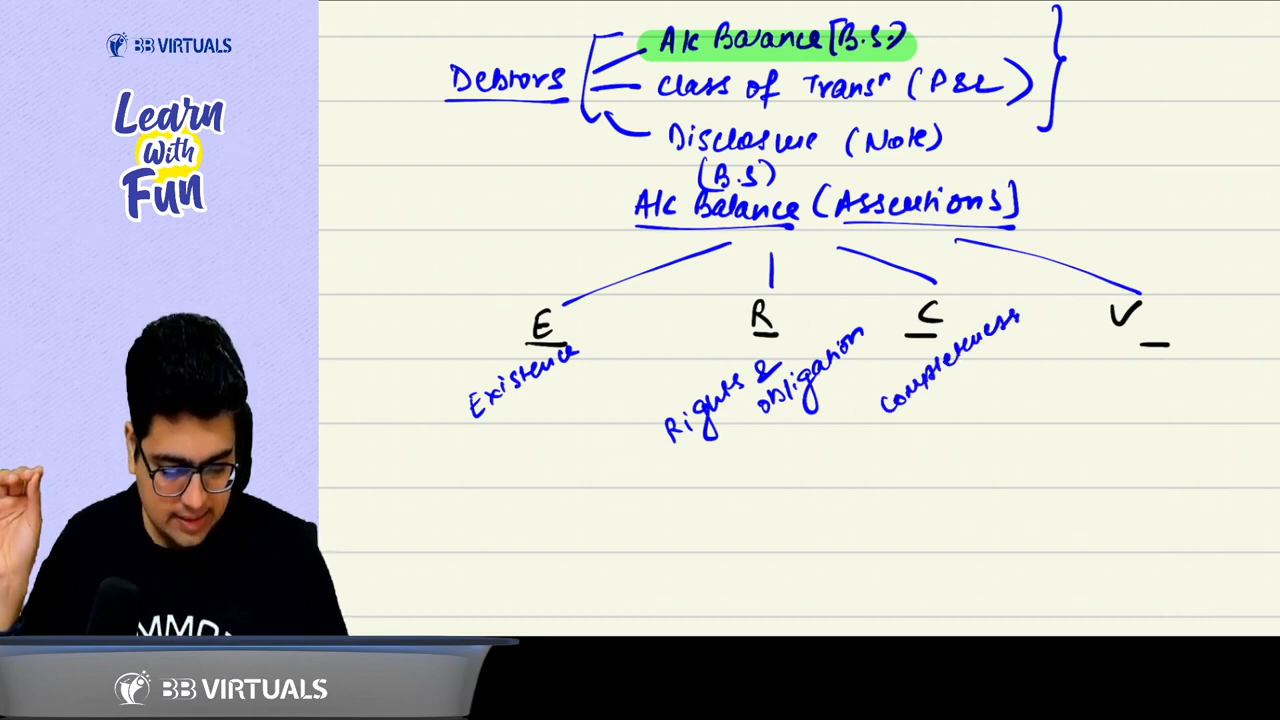 BB VIRTUALS
Learn
With
Fun
A/c Balance [B.S.)
Debtors
Class of Transn (P&L)
Disclosure (Note)
(B.S)
A/c Balance (Assertions]
E
R
C
V
Existence
Rights &
obligation
completeness
BB VIRTUALS